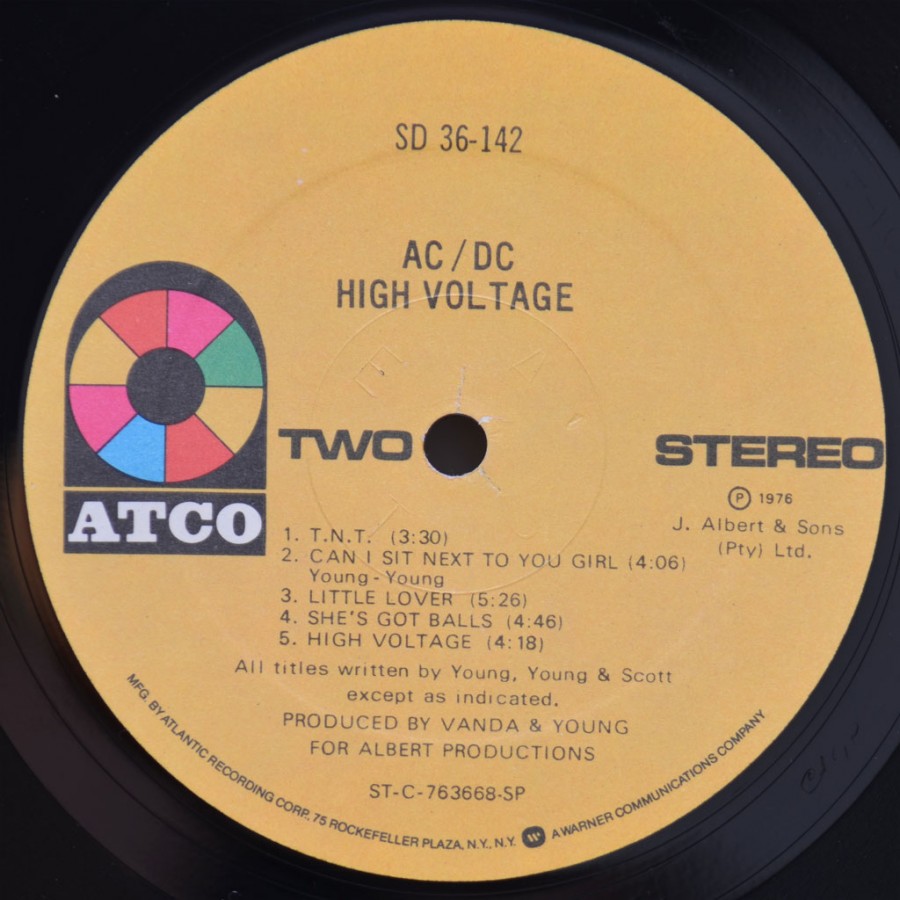 SD 36-142
AC/DC
HIGH VOLTAGE
ATCO
TWO
STEREO
Ⓟ 1976
J. Albert & Sons
(Pty) Ltd.
1. T.N.T. (3:30)
2. CAN I SIT NEXT TO YOU GIRL (4:06)
Young-Young
3. LITTLE LOVER (5:26)
4. SHE'S GOT BALLS (4:46)
5. HIGH VOLTAGE (4:18)
All titles written by Young, Young & Scott
except as indicated.
PRODUCED BY VANDA & YOUNG
FOR ALBERT PRODUCTIONS
ST-C-763668-SP
MFG. BY ATLANTIC RECORDING CORP., 75 ROCKEFELLER PLAZA, N.Y., N.Y. A WARNER COMMUNICATIONS COMPANY